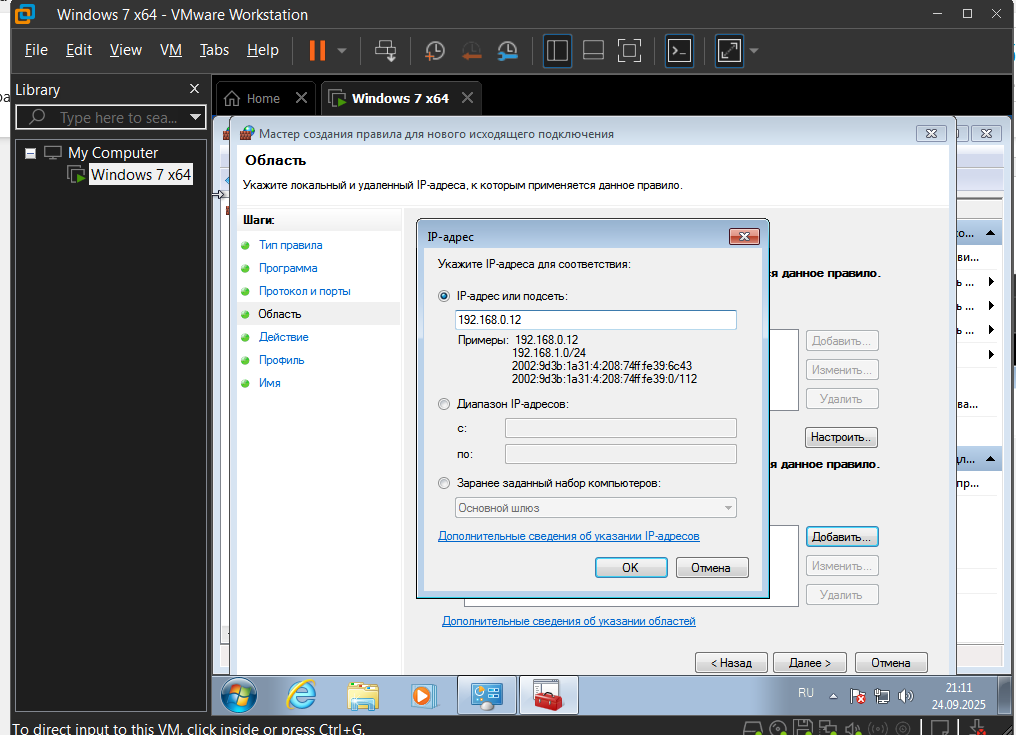 Windows 7 x64 - VMware Workstation
File Edit View VM Tabs Help
Library
Type here to sea...
My Computer
Windows 7 x64
Home
Windows 7 x64
Мастер создания правила для нового исходящего подключения
Область
Укажите локальный и удаленный IP-адреса, к которым применяется данное правило.
Шаги:
Тип правила
Программа
Протокол и порты
Область
Действие
Профиль
Имя
IP-адрес
Укажите IP-адреса для соответствия:
IP-адрес или подсеть:
192.168.0.12
Примеры: 192.168.0.12
192.168.1.0/24
2002:9d3b:1a31:4:208:74ff:fe39:6c43
2002:9d3b:1a31:4:208:74ff:fe39:0/112
Диапазон IP-адресов:
с:
по:
Заранее заданный набор компьютеров:
Основной шлюз
Дополнительные сведения об указании IP-адресов
ОК
Отмена
данное правило.
Добавить...
Изменить...
Удалить
Настроить..
данное правило.
Добавить...
Изменить...
Удалить
Дополнительные сведения об указании областей
< Назад
Далее >
Отмена
RU
21:11
24.09.2025
To direct input to this VM, click inside or press Ctrl+G.